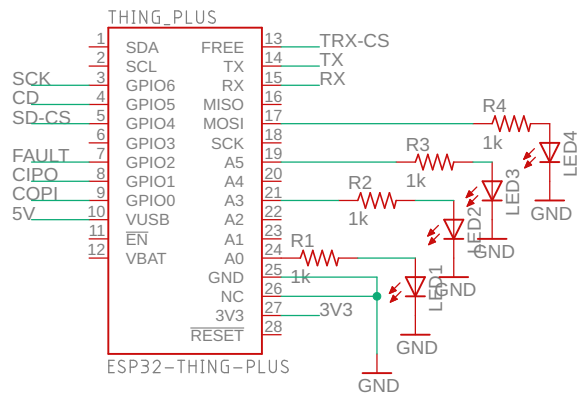 THING_PLUS
1 SDA FREE 13 TRX-CS
2 SCL TX 14 TX
SCK 3 GPIO6 RX 15 RX
CD 4 GPIO5 MISO 16
SD-CS 5 GPIO4 MOSI 17 R4 1k LED4 GND
6 GPIO3 SCK 18
FAULT 7 GPIO2 A5 19 R3 1k LED3 GND
CIPO 8 GPIO1 A4 20
COPI 9 GPIO0 A3 21 R2 1k LED2 GND
5V 10 VUSB A2 22
11 EN A1 23
12 VBAT A0 24 R1 1k LED1 GND
GND 25
NC 26
3V3 27 3V3
RESET 28
ESP32-THING-PLUS
GND